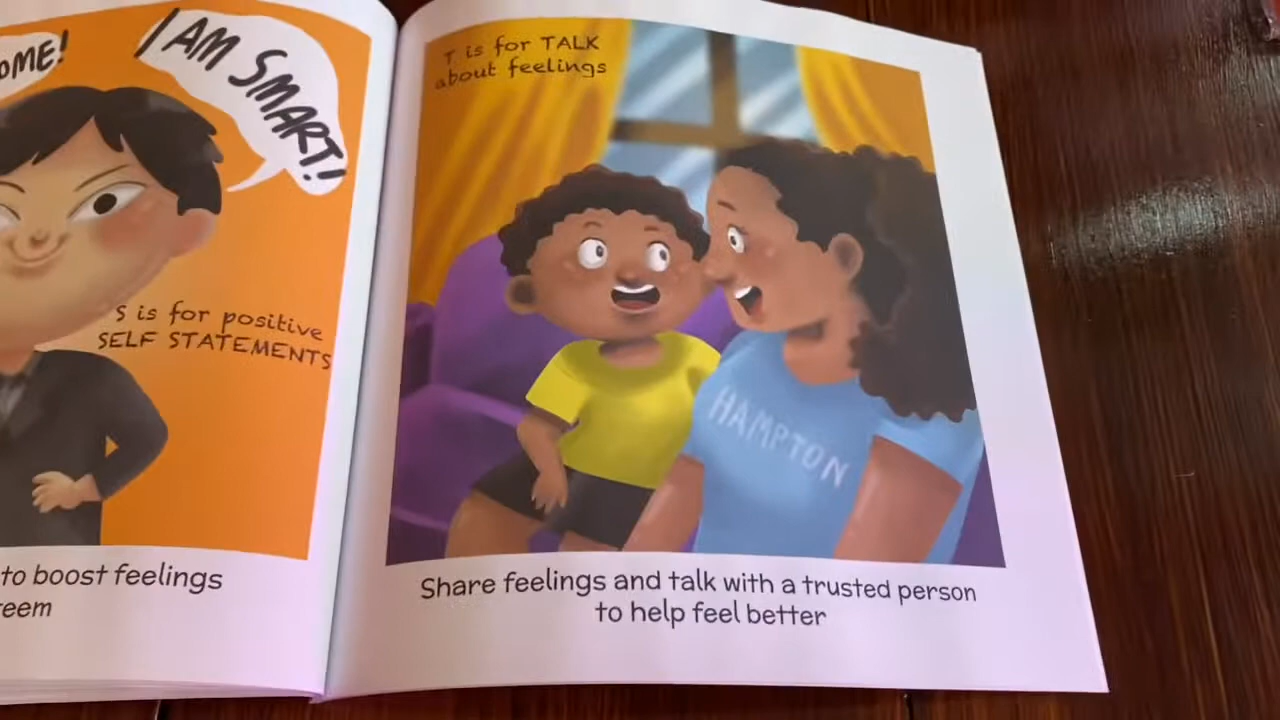 OME!
I AM SMART!!
S is for positive
SELF STATEMENTS
to boost feelings
reem
T is for TALK
about feelings
HAMPTON
Share feelings and talk with a trusted person
to help feel better